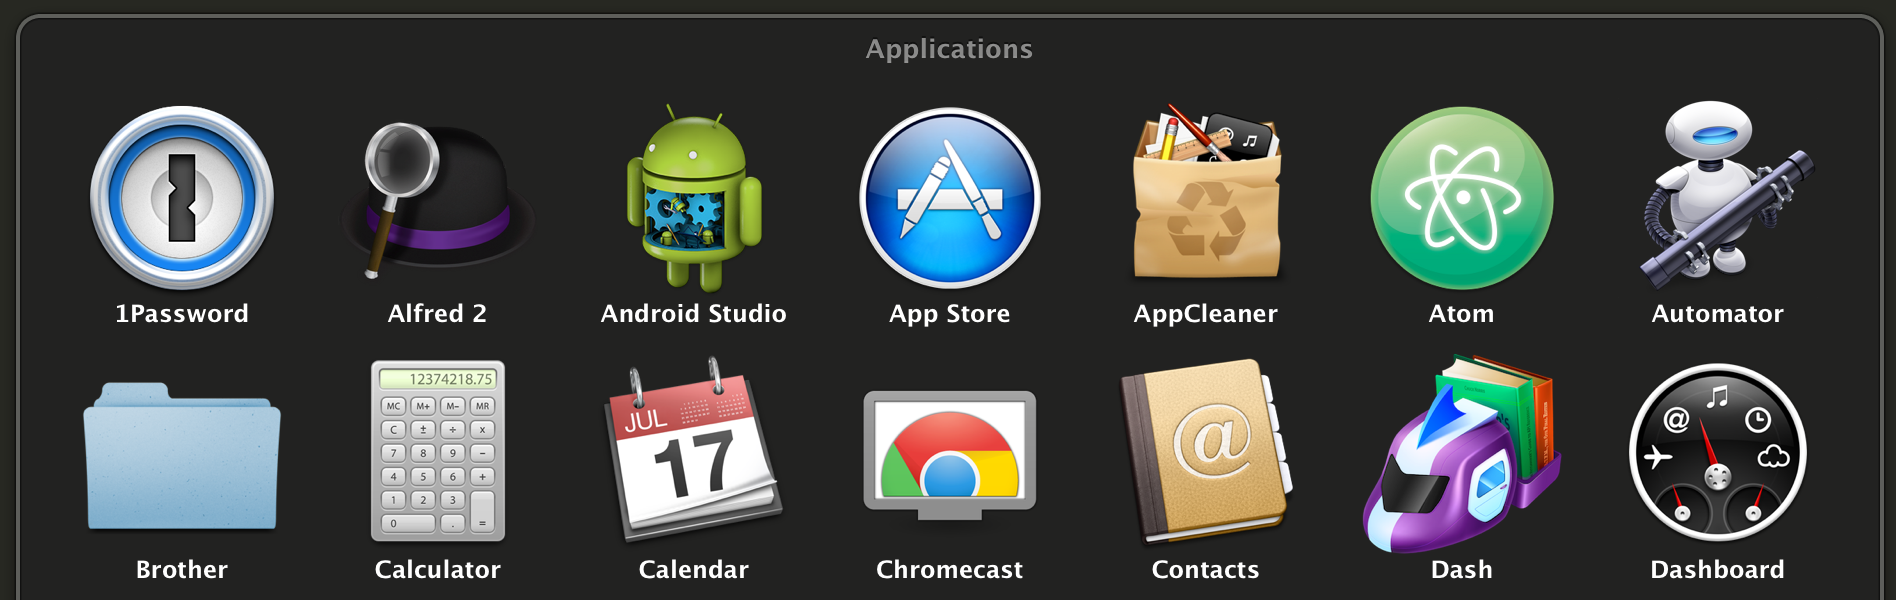 Applications
1Password Alfred 2 Android Studio App Store AppCleaner Atom Automator
12374218.75
MC M+ M− MR
C ± ÷ x
7 8 9 −
4 5 6 +
1 2 3
0 . =
JUL
17
@
@
Brother Calculator Calendar Chromecast Contacts Dash Dashboard